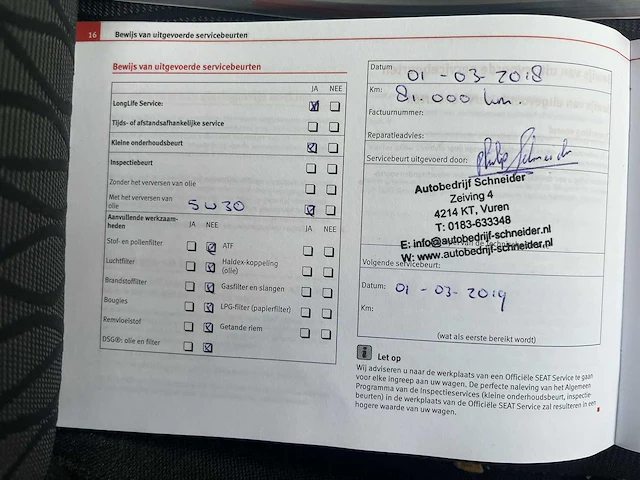 16 Bewijs van uitgevoerde servicebeurten
Bewijs van uitgevoerde servicebeurten
JA NEE
LongLife Service:
Tijds- of afstandsafhankelijke service
Kleine onderhoudsbeurt
Inspectiebeurt
Zonder het verversen van olie
Met het verversen van olie 5W30
Aanvullende werkzaam-
heden
JA NEE JA NEE
Stof- en pollenfilter ATF
Luchtfilter Haldex-koppeling
(olie)
Brandstoffilter Gasfilter en slangen
Bougies LPG-filter (papierfilter)
Remvloeistof Getande riem
DSG®: olie en filter
Datum 01-03-2018
Km: 81.000 km.
Factuurnummer:
Reparatieadvies:
Servicebeurt uitgevoerd door:
Autobedrijf Schneider
Zeiving 4
4214 KT, Vuren
T: 0183-633348
E: info@autobedrijf-schneider.nl
W: www.autobedrijf-schneider.nl
Volgende servicebeurt:
Datum: 01-03-2019
Km:
(wat als eerste bereikt wordt)
i Let op
Wij adviseren u naar de werkplaats van een Officiële SEAT Service te gaan
voor elke ingreep aan uw wagen. De perfecte naleving van het Algemeen
Programma van de Inspectieservices (kleine onderhoudsbeurt, inspectie-
beurten) in de werkplaats van de Officiële SEAT Service zal resulteren in een
hogere waarde van uw wagen.